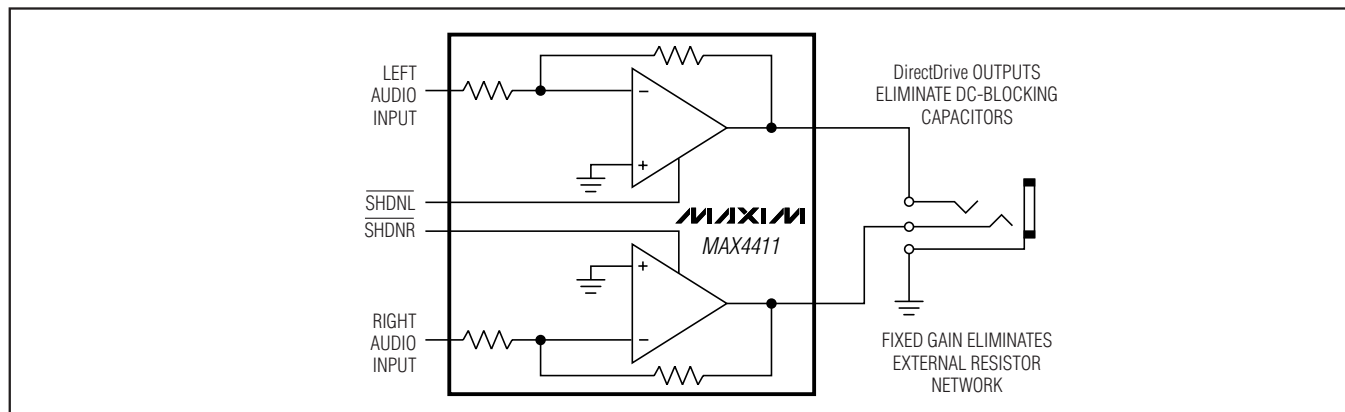 LEFT
AUDIO
INPUT
SHDNL
SHDNR
RIGHT
AUDIO
INPUT
−
+
MAXIM
MAX4411
+
−
DirectDrive OUTPUTS
ELIMINATE DC-BLOCKING
CAPACITORS
FIXED GAIN ELIMINATES
EXTERNAL RESISTOR
NETWORK